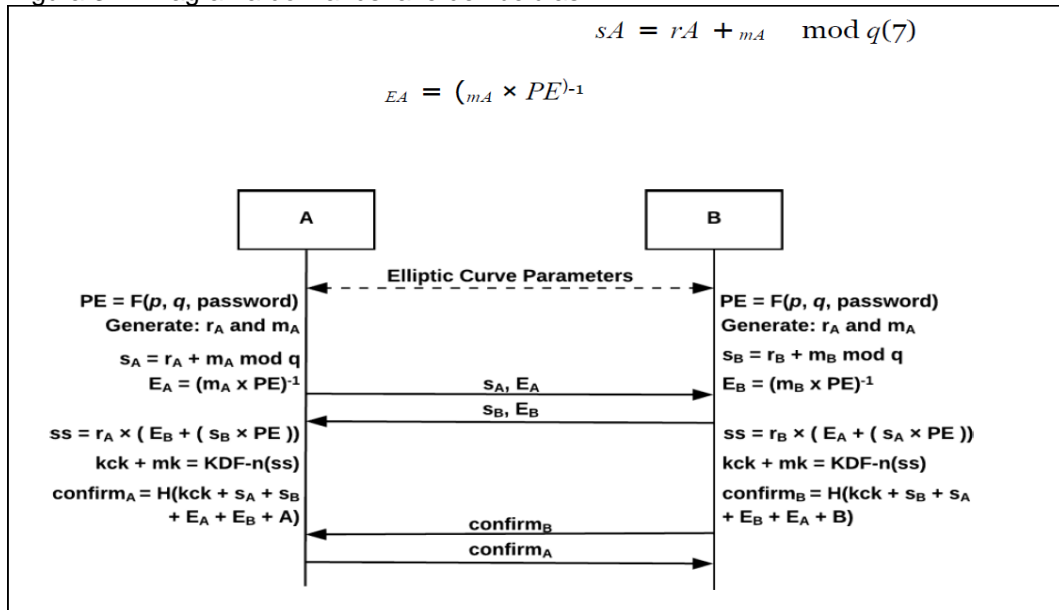 sA = rA + mA mod q(7)
EA = (mA × PE)-1
A
B
Elliptic Curve Parameters
PE = F(p, q, password)
Generate: rA and mA
sA = rA + mA mod q
EA = (mA x PE)-1
PE = F(p, q, password)
Generate: rA and mA
sB = rB + mB mod q
EB = (mB x PE)-1
sA, EA
sB, EB
ss = rA × ( EB + ( sB × PE ))
kck + mk = KDF-n(ss)
confirmA = H(kck + sA + sB
+ EA + EB + A)
ss = rB × ( EA + ( sA × PE ))
kck + mk = KDF-n(ss)
confirmB = H(kck + sB + sA
+ EB + EA + B)
confirmB
confirmA